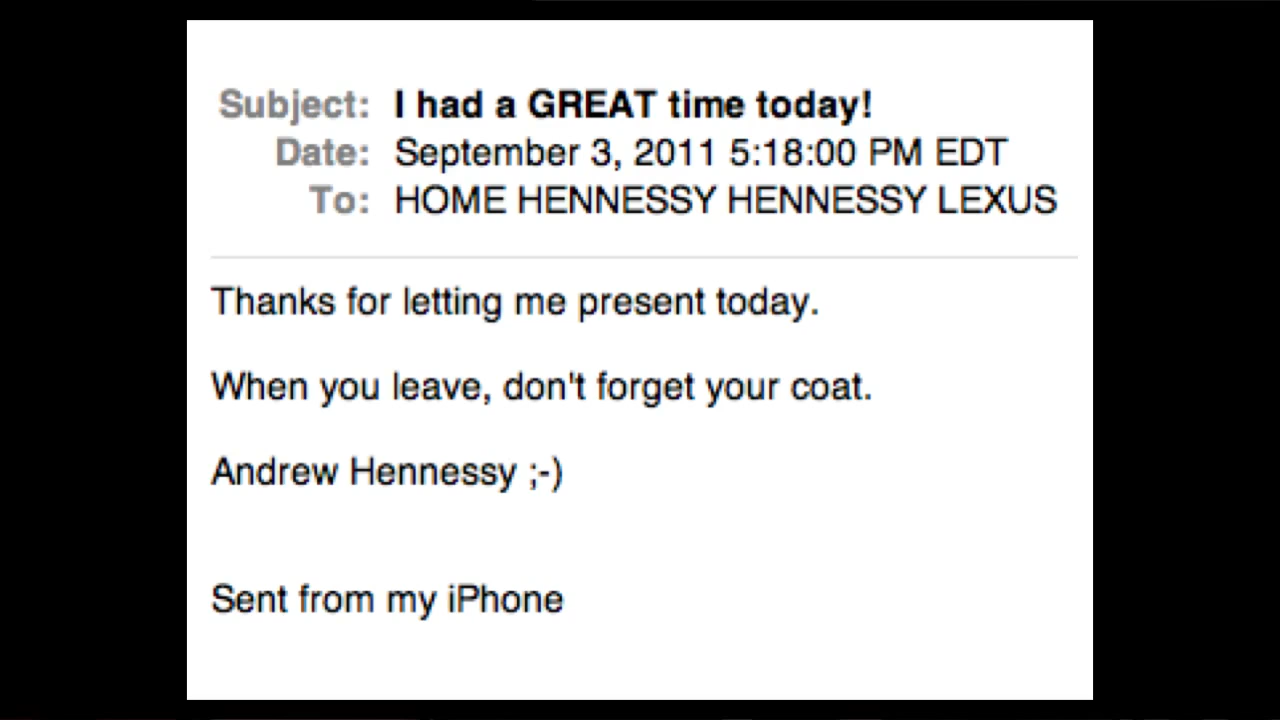 Subject: I had a GREAT time today!
Date: September 3, 2011 5:18:00 PM EDT
To: HOME HENNESSY HENNESSY LEXUS
Thanks for letting me present today.
When you leave, don't forget your coat.
Andrew Hennessy ;-)
Sent from my iPhone